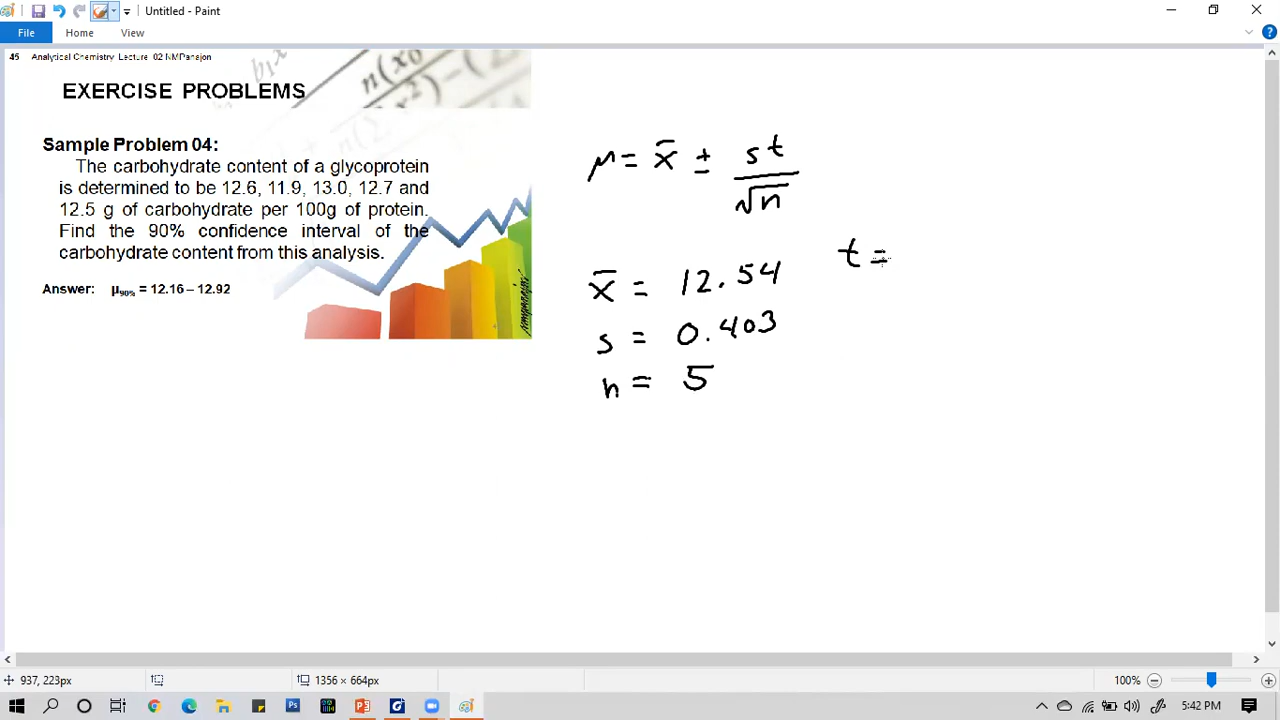 Untitled - Paint
File Home View
45 Analytical Chemistry Lecture 02 NMPanajon
EXERCISE PROBLEMS
Sample Problem 04:
The carbohydrate content of a glycoprotein
is determined to be 12.6, 11.9, 13.0, 12.7 and
12.5 g of carbohydrate per 100g of protein.
Find the 90% confidence interval of the
carbohydrate content from this analysis.
Answer: μ90% = 12.16 – 12.92
μ = x̄ ± st/√n
t =
x̄ = 12.54
s = 0.403
n = 5
937, 223px
1356 × 664px
100%
5:42 PM